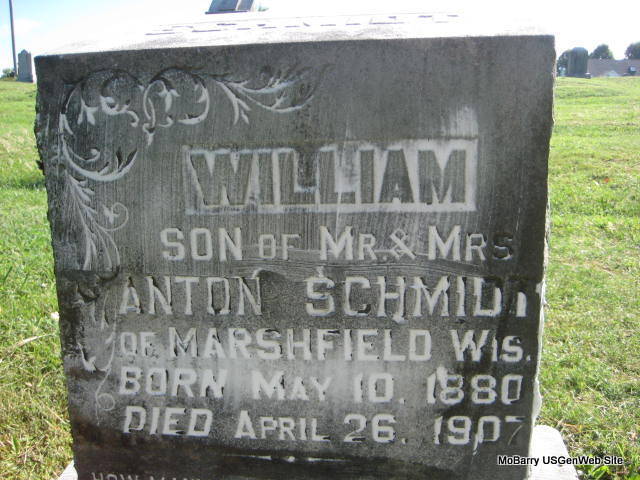 WILLIAM
SON OF MR. & MRS
ANTON SCHMIDT
OF MARSHFIELD WIS.
BORN MAY 10, 1880
DIED APRIL 26, 1907
MoBarry USGenWeb Site